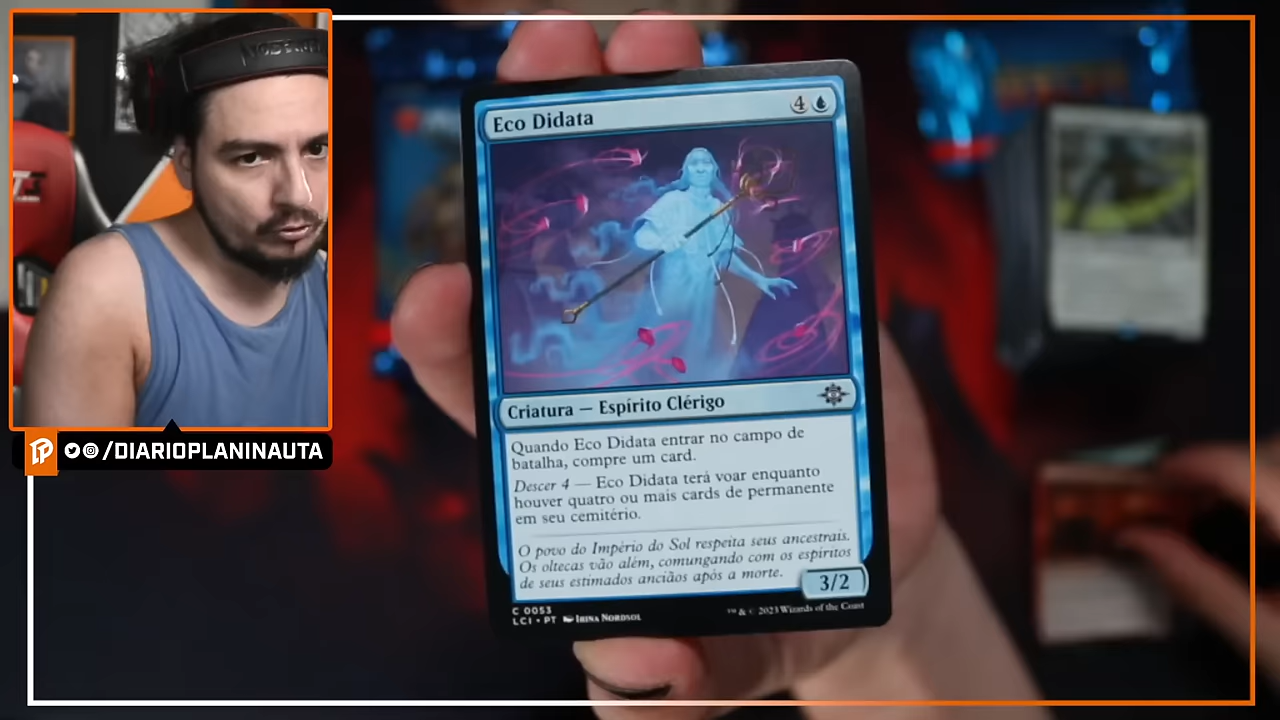 Eco Didata
4
Criatura — Espírito Clérigo
Quando Eco Didata entrar no campo de
batalha, compre um card.
Descer 4 — Eco Didata terá voar enquanto
houver quatro ou mais cards de permanente
em seu cemitério.
O povo do Império do Sol respeita seus ancestrais.
Os oltecas vão além, comungando com os espíritos
de seus estimados anciãos após a morte.
3/2
C 0053
LCI • PT IRINA NORDSOL
™ & © 2023 Wizards of the Coast
/DIARIOPLANINAUTA